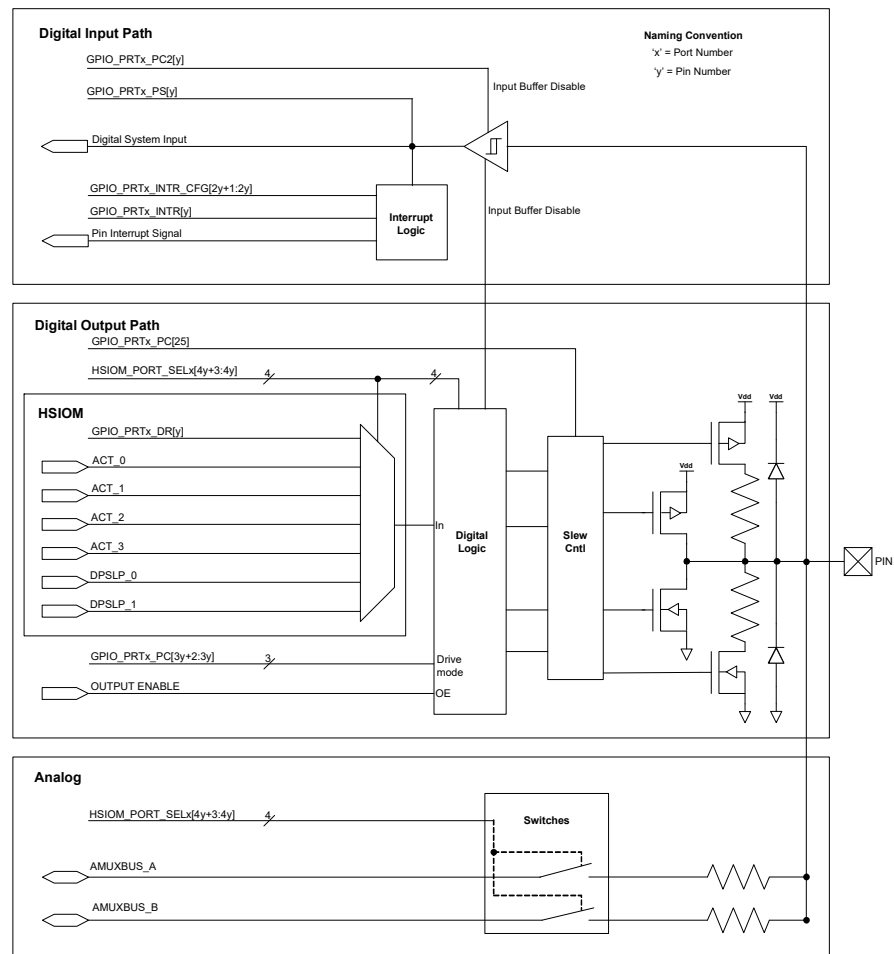 Digital Input Path
Naming Convention
'x' = Port Number
'y' = Pin Number
GPIO_PRTx_PC2[y]
Input Buffer Disable
GPIO_PRTx_PS[y]
Digital System Input
GPIO_PRTx_INTR_CFG[2y+1:2y]
GPIO_PRTx_INTR[y]
Pin Interrupt Signal
Interrupt
Logic
Input Buffer Disable
Digital Output Path
GPIO_PRTx_PC[25]
HSIOM_PORT_SELx[4y+3:4y]
4
4
HSIOM
GPIO_PRTx_DR[y]
ACT_0
ACT_1
ACT_2
ACT_3
DPSLP_0
DPSLP_1
In
Digital
Logic
Slew
Cntl
Vdd
Vdd
Vdd
PIN
GPIO_PRTx_PC[3y+2:3y]
3
Drive
mode
OUTPUT ENABLE
OE
Analog
HSIOM_PORT_SELx[4y+3:4y]
4
Switches
AMUXBUS_A
AMUXBUS_B